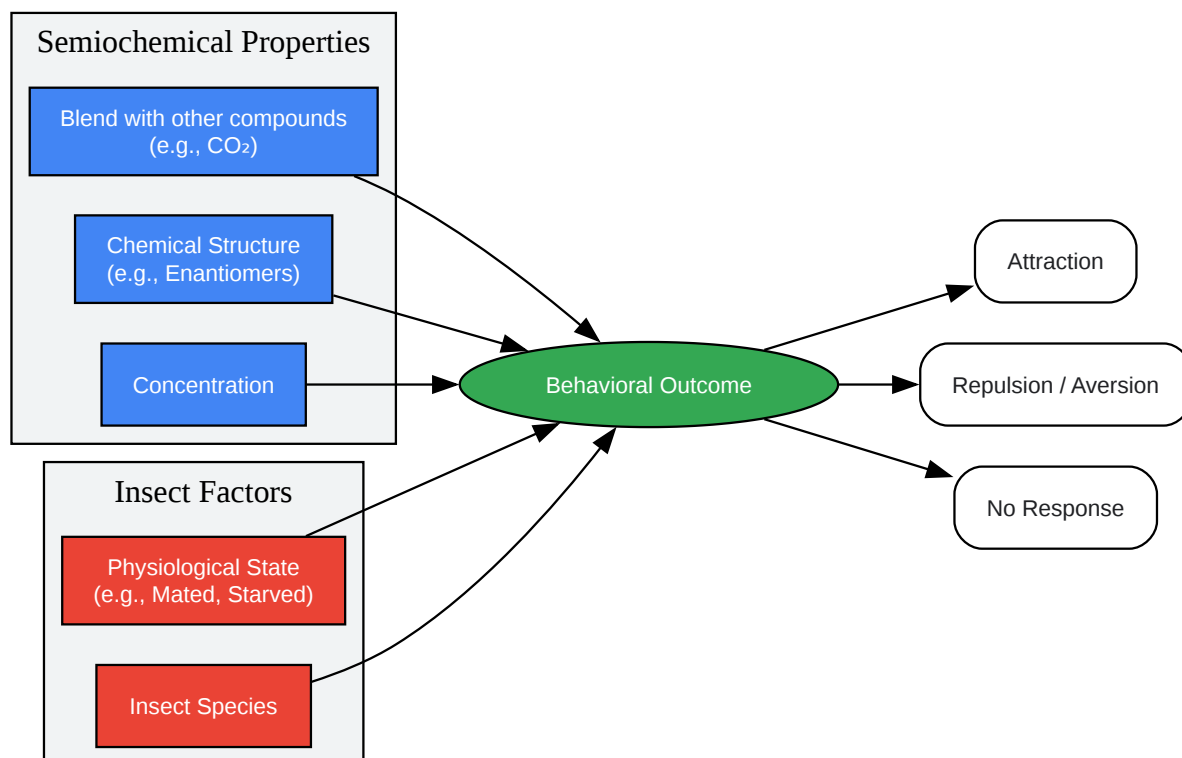 Semiochemical Properties
Blend with other compounds
(e.g., CO₂)
Chemical Structure
(e.g., Enantiomers)
Concentration
Insect Factors
Physiological State
(e.g., Mated, Starved)
Insect Species
Behavioral Outcome
Attraction
Repulsion / Aversion
No Response